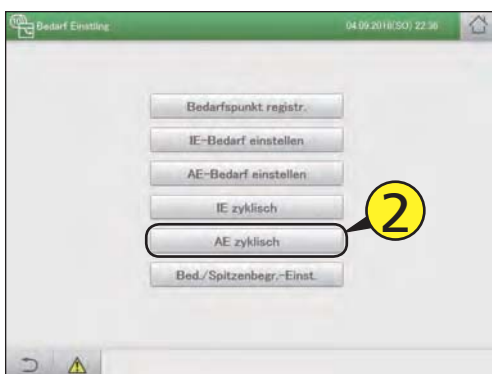 Bedarf Einstllng
04.09.2016(SO) 22:36
Bedarfspunkt registr.
IE-Bedarf einstellen
AE-Bedarf einstellen
IE zyklisch
AE zyklisch
2
Bed./Spitzenbegr.-Einst.